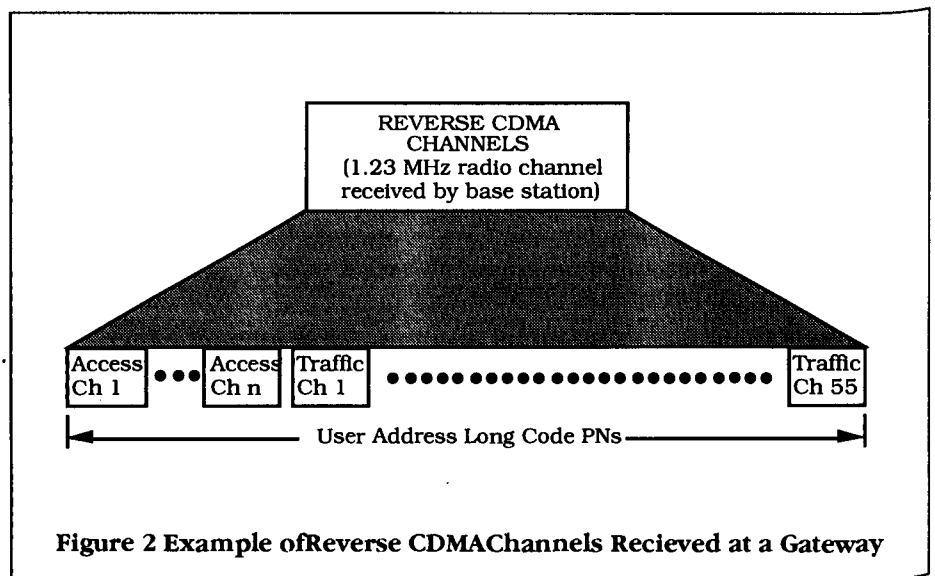 REVERSE CDMA
CHANNELS
(1.23 MHz radio channel
received by base station)
Access
Ch 1
Access
Ch n
Traffic
Ch 1
Traffic
Ch 55
User Address Long Code PNs
Figure 2 Example ofReverse CDMAChannels Recieved at a Gateway